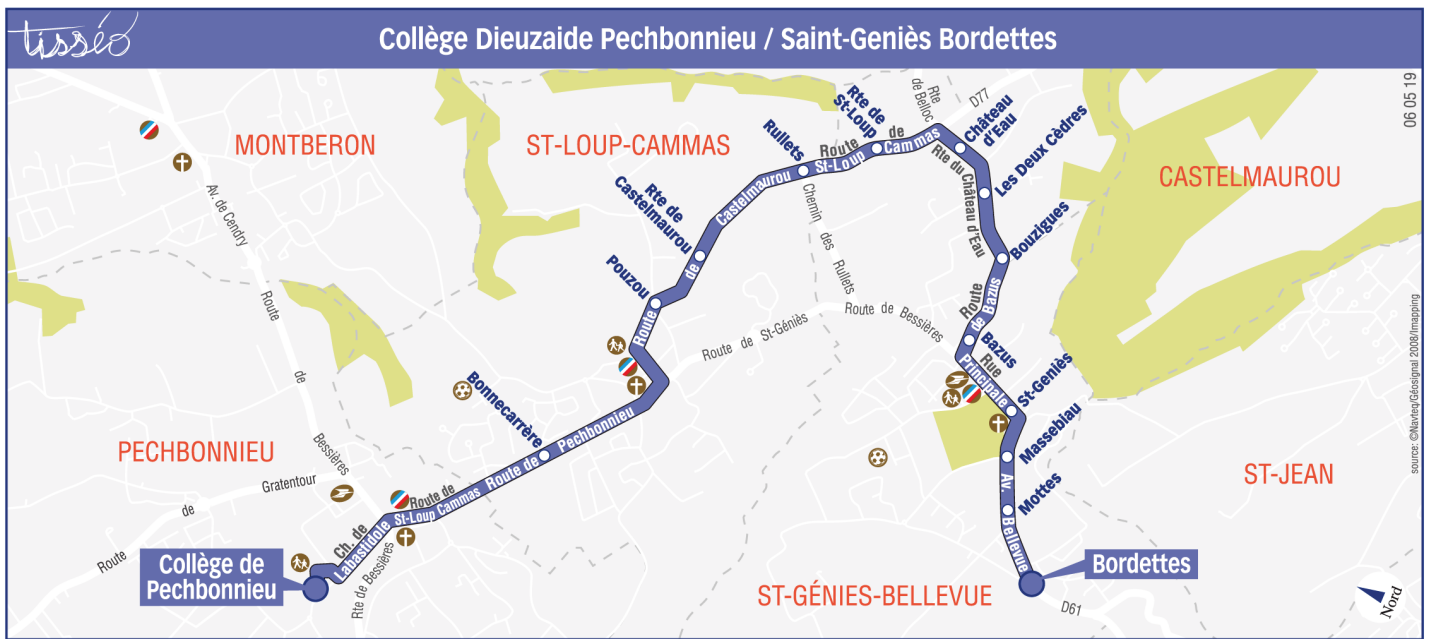 tisséo
Collège Dieuzaide Pechbonnieu / Saint-Geniès Bordettes
06 05 19
MONTBERON
ST-LOUP-CAMMAS
CASTELMAUROU
PECHBONNIEU
ST-JEAN
ST-GÉNIES-BELLEVUE
Collège de
Pechbonnieu
Bonnecarrère
Pouzou
Rte de
Castelmaurou
Rullets
Rte de
St-Loup
Château
d'Eau
Les Deux Cèdres
Bouzigues
Bazus
St-Geniès
Massebiau
Mottes
Bordettes
Ch. de
Labastidole
Route de
St-Loup Cammas
Route de Pechbonnieu
Route de Castelmaurou
Route de
St-Loup Cammas
Rte du Château d'Eau
Route
de Bazus
Rue
Principale
Av. Bellevue
Av. de Cendry
Route de Bessières
Route de Gratentour
Rte de Bessières
Route de St-Géniès
Route de Bessières
Chemin des Rullets
Rte
de Belloc
D77
D61
Nord
source: ©Navteq/Géosignal 2008/Imapping